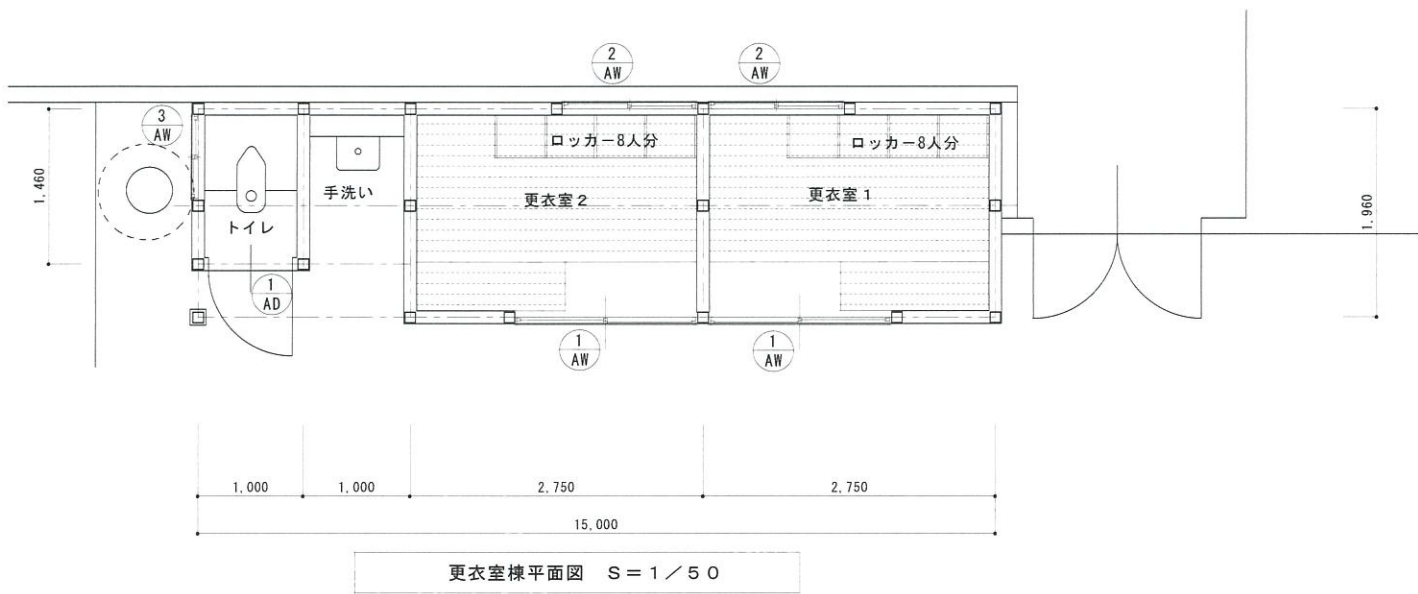 2
AW
2
AW
3
AW
ロッカー8人分
ロッカー8人分
1,460
手洗い
更衣室2
更衣室1
1,960
トイレ
1
AD
1
AW
1
AW
1,000
1,000
2,750
2,750
15,000
更衣室棟平面図 S=1/50